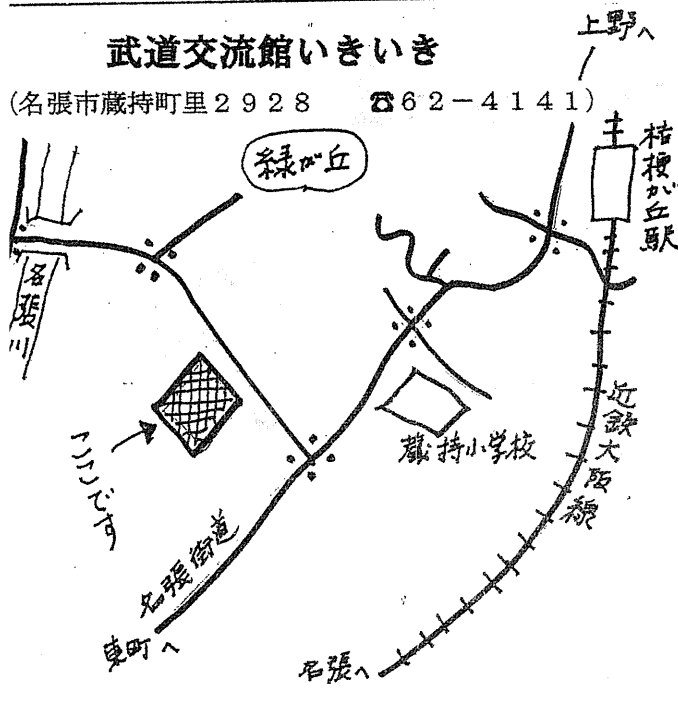 武道交流館いきいき
(名張市蔵持町里2928　☎62-4141)
上野へ
桔梗が丘駅
緑が丘
名張川
ここです
蔵持小学校
近鉄大阪線
名張街道
東町へ
名張へ